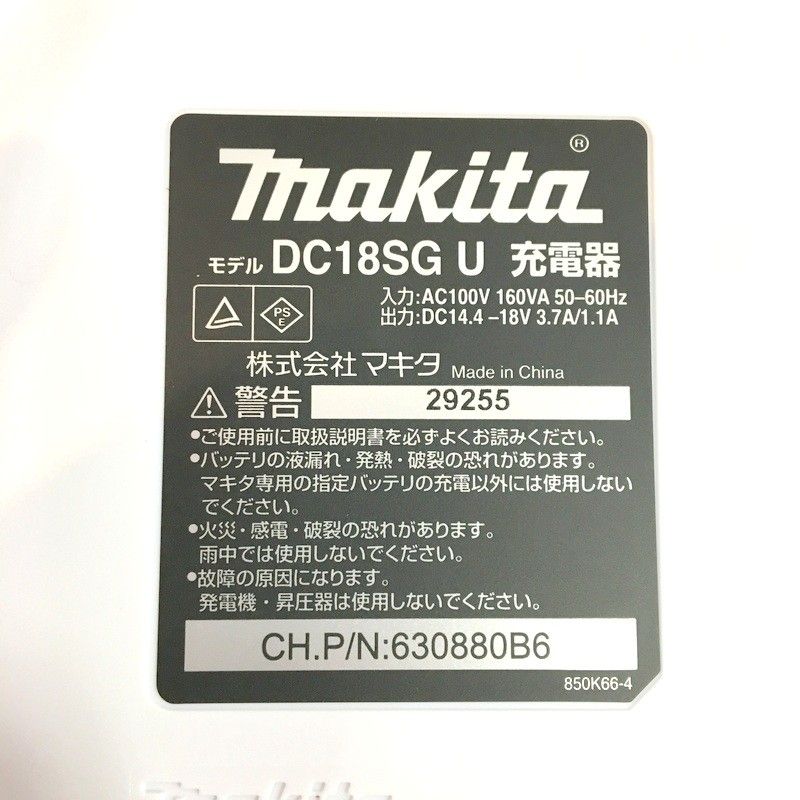 makita®
モデル DC18SG U 充電器
PS
E
入力:AC100V 160VA 50–60Hz
出力:DC14.4 –18V 3.7A/1.1A
株式会社 マキタ Made in China
警告 29255
•ご使用前に取扱説明書を必ずよくお読みください。
•バッテリの液漏れ・発熱・破裂の恐れがあります。
マキタ専用の指定バッテリの充電以外には使用しない
でください。
•火災・感電・破裂の恐れがあります。
雨中では使用しないでください。
•故障の原因になります。
発電機・昇圧器は使用しないでください。
CH.P/N:630880B6
850K66-4
makita